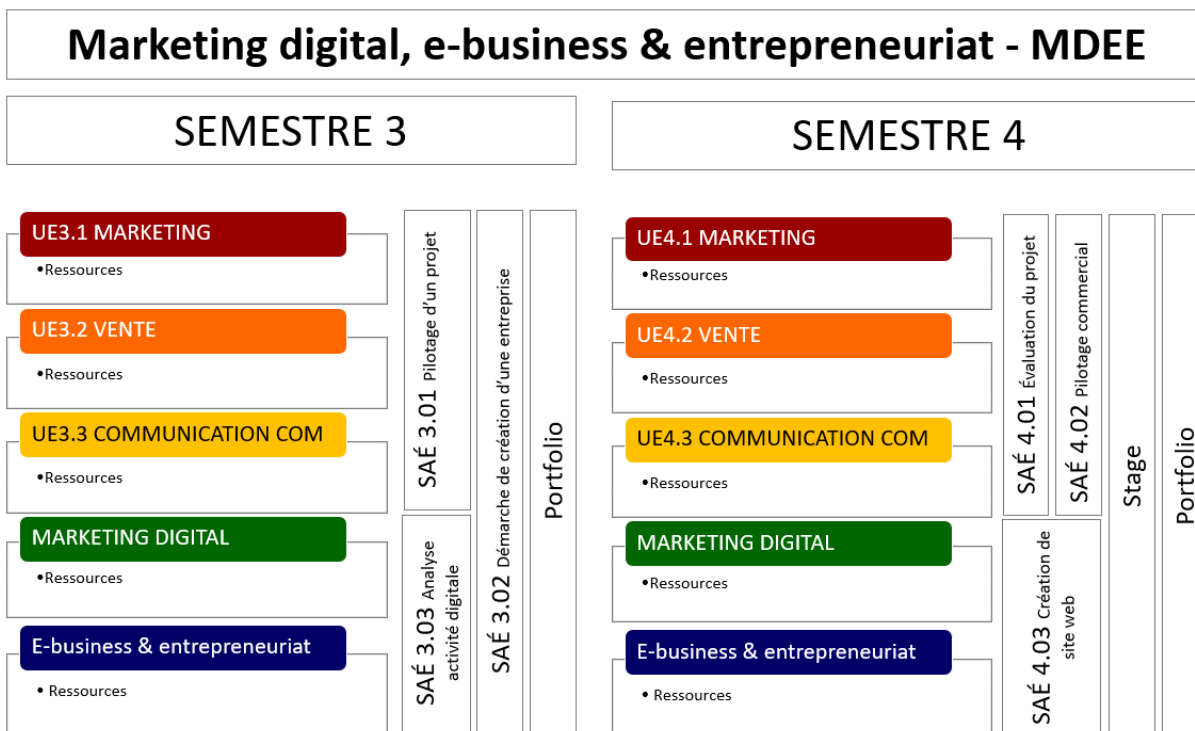 Marketing digital, e-business & entrepreneuriat - MDEE
SEMESTRE 3
UE3.1 MARKETING
•Ressources
UE3.2 VENTE
•Ressources
UE3.3 COMMUNICATION COM
•Ressources
MARKETING DIGITAL
•Ressources
E-business & entrepreneuriat
• Ressources
SAÉ 3.01 Pilotage d'un projet
SAÉ 3.03 Analyse
activité digitale
SAÉ 3.02 Démarche de création d'une entreprise
Portfolio
SEMESTRE 4
UE4.1 MARKETING
•Ressources
UE4.2 VENTE
•Ressources
UE4.3 COMMUNICATION COM
•Ressources
MARKETING DIGITAL
•Ressources
E-business & entrepreneuriat
• Ressources
SAÉ 4.01 Évaluation du projet
SAÉ 4.02 Pilotage commercial
SAÉ 4.03 Création de
site web
Stage
Portfolio